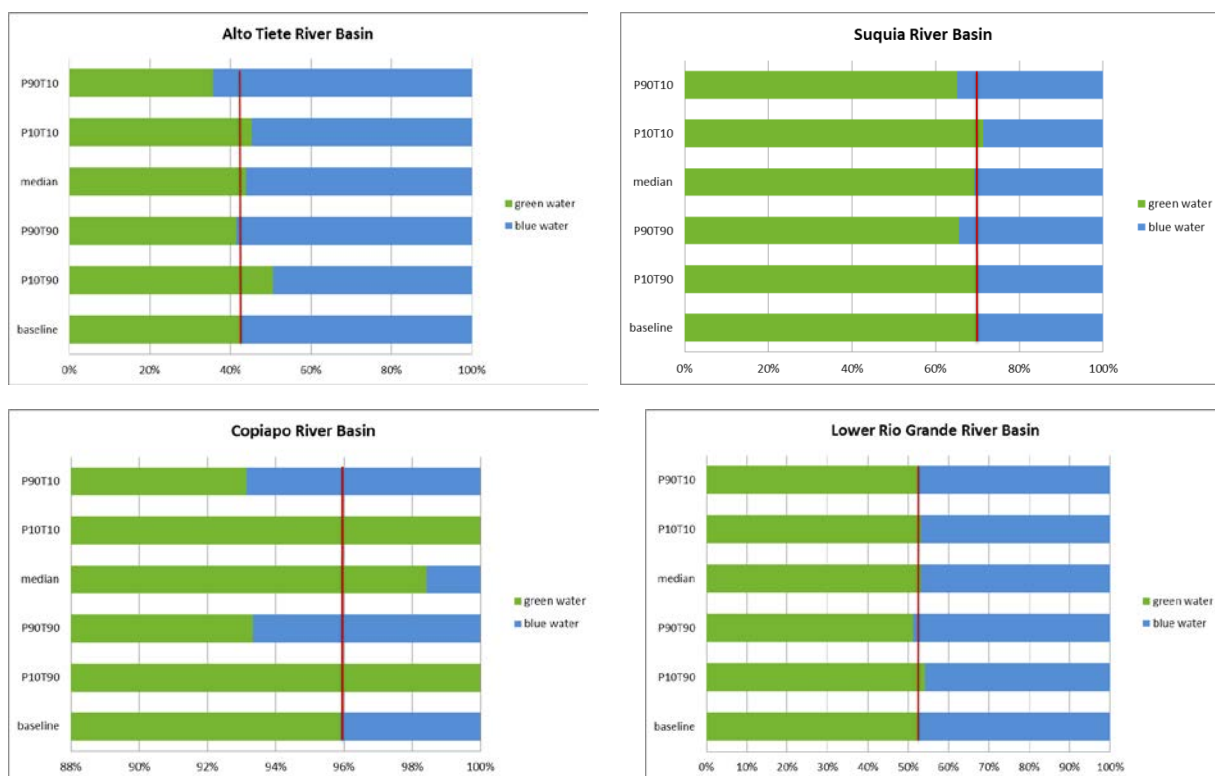 Alto Tiete River Basin
P90T10
P10T10
median
P90T90
P10T90
baseline
0% 20% 40% 60% 80% 100%
green water
blue water
Suquia River Basin
P90T10
P10T10
median
P90T90
P10T90
baseline
0% 20% 40% 60% 80% 100%
green water
blue water
Copiapo River Basin
P90T10
P10T10
median
P90T90
P10T90
baseline
88% 90% 92% 94% 96% 98% 100%
green water
blue water
Lower Rio Grande River Basin
P90T10
P10T10
median
P90T90
P10T90
baseline
0% 10% 20% 30% 40% 50% 60% 70% 80% 90% 100%
green water
blue water